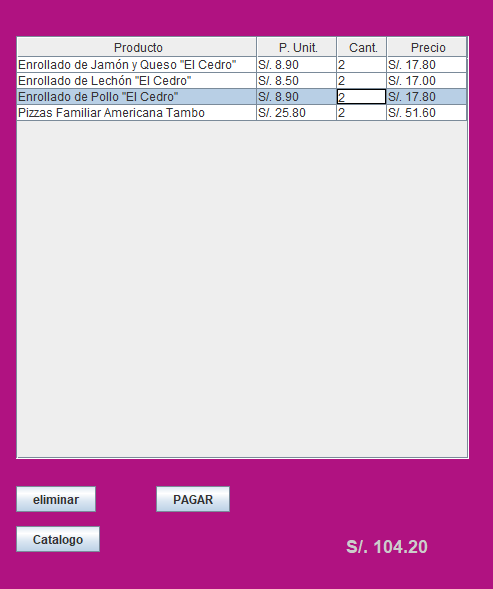 Producto P. Unit. Cant. Precio
Enrollado de Jamón y Queso "El Cedro" S/. 8.90 2 S/. 17.80
Enrollado de Lechón "El Cedro" S/. 8.50 2 S/. 17.00
Enrollado de Pollo "El Cedro" S/. 8.90 2 S/. 17.80
Pizzas Familiar Americana Tambo S/. 25.80 2 S/. 51.60
eliminar PAGAR
Catalogo
S/. 104.20